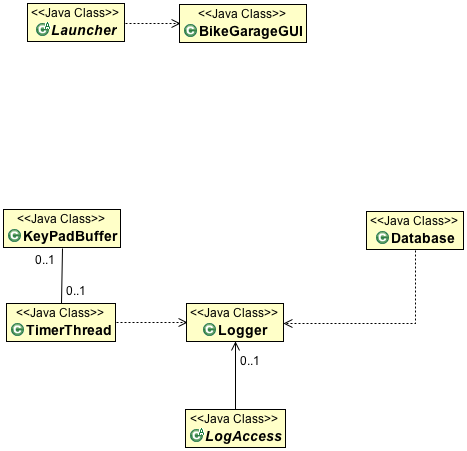 <<Java Class>>
Launcher
<<Java Class>>
BikeGarageGUI
<<Java Class>>
KeyPadBuffer
<<Java Class>>
Database
0..1
0..1
<<Java Class>>
TimerThread
<<Java Class>>
Logger
0..1
<<Java Class>>
LogAccess